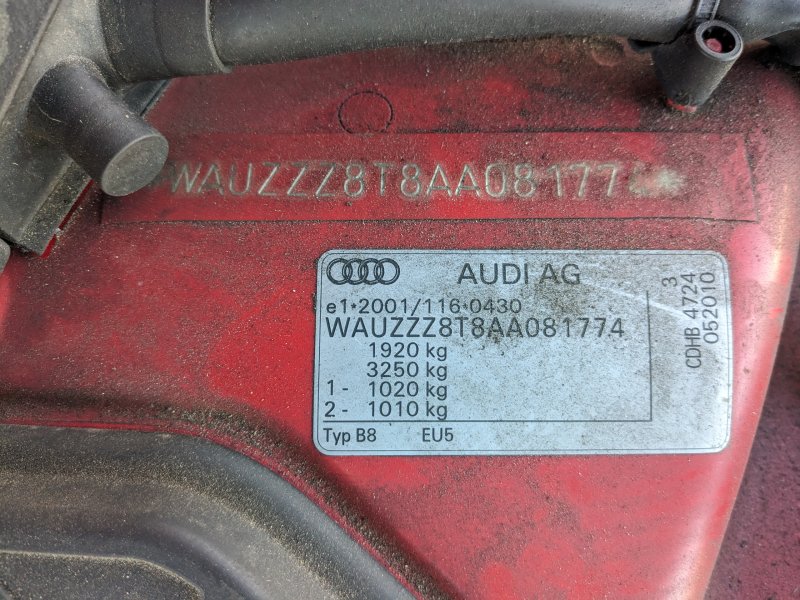 WAUZZZ8T8AA081774*
AUDI AG
e1*2001/116*0430
WAUZZZ8T8AA081774
1920 kg
3250 kg
1- 1020 kg
2- 1010 kg
Typ B8 EU5
3
CDHB 4724
052010